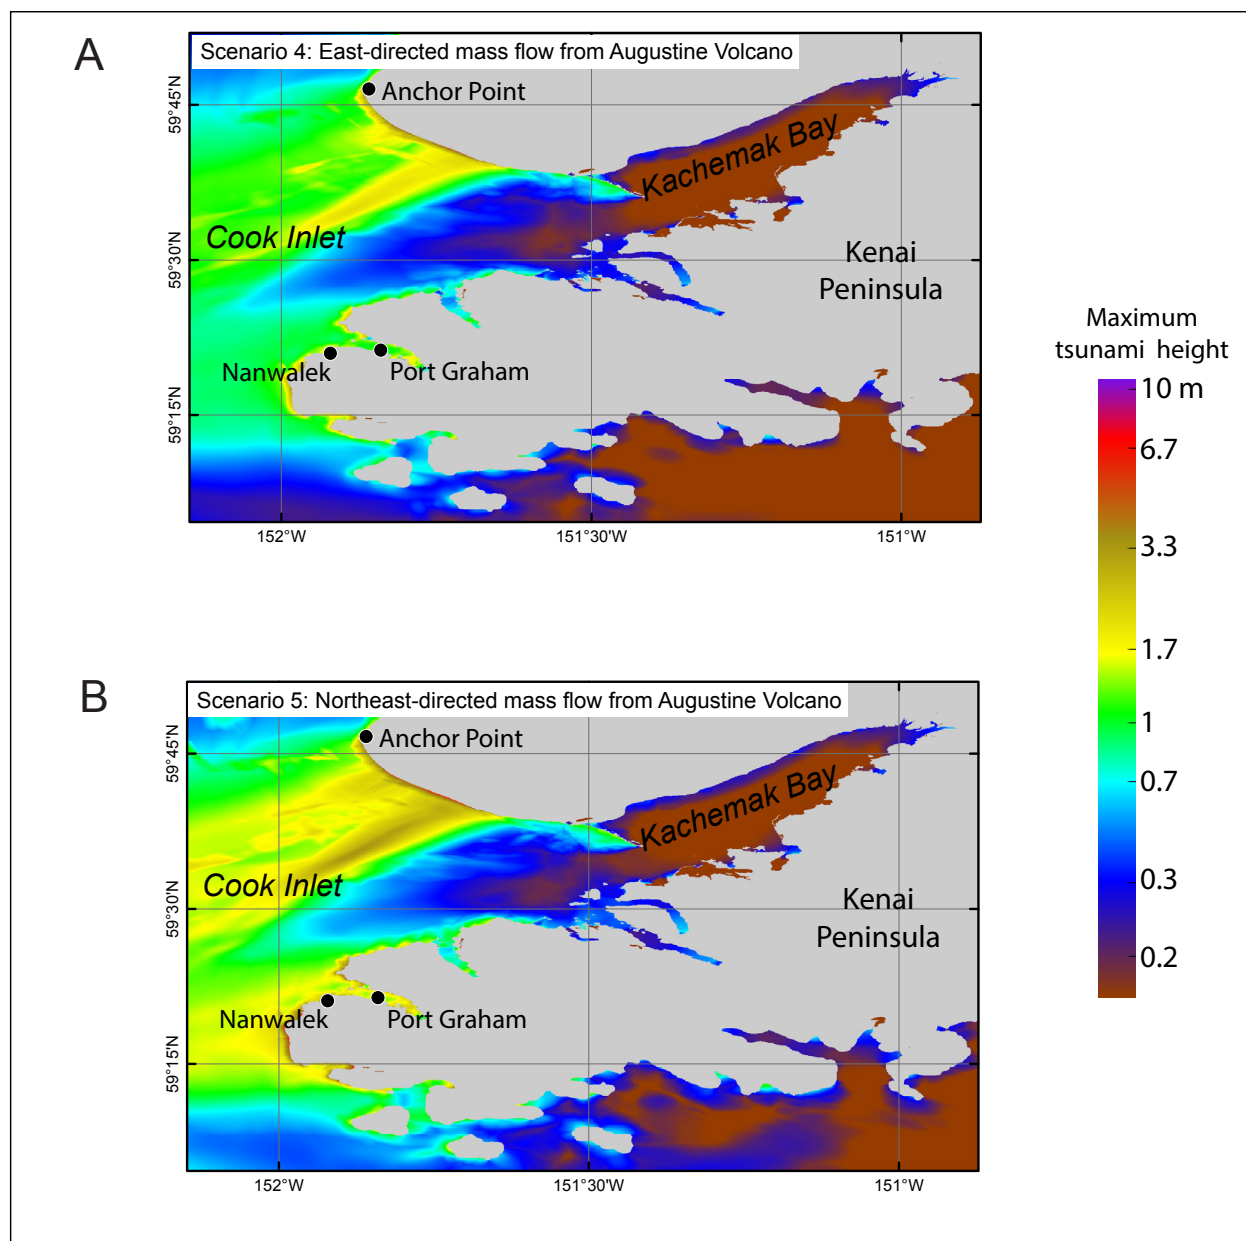 A
Scenario 4: East-directed mass flow from Augustine Volcano
59°45'N
Anchor Point
Kachemak Bay
Cook Inlet
59°30'N
Kenai
Peninsula
Nanwalek
Port Graham
59°15'N
152°W
151°30'W
151°W
Maximum
tsunami height
10 m
6.7
3.3
1.7
1
0.7
0.3
0.2
B
Scenario 5: Northeast-directed mass flow from Augustine Volcano
59°45'N
Anchor Point
Kachemak Bay
Cook Inlet
59°30'N
Kenai
Peninsula
Nanwalek
Port Graham
59°15'N
152°W
151°30'W
151°W